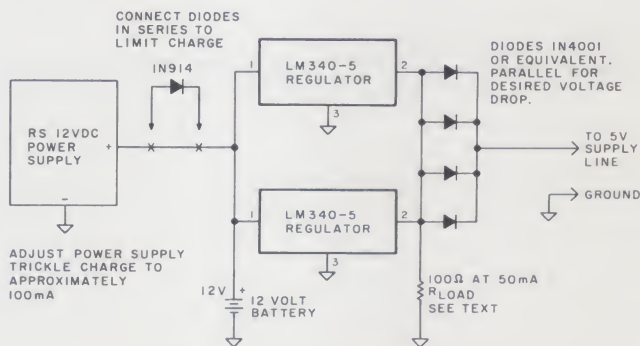 CONNECT DIODES
IN SERIES TO
LIMIT CHARGE
1N914
RS 12VDC
POWER
SUPPLY
+
-
ADJUST POWER SUPPLY
TRICKLE CHARGE TO
APPROXIMATELY
100mA
1
LM340-5
REGULATOR
2
3
1
LM340-5
REGULATOR
2
3
12V
+
12 VOLT
BATTERY
DIODES IN4001
OR EQUIVALENT.
PARALLEL FOR
DESIRED VOLTAGE
DROP.
TO 5V
SUPPLY
LINE
GROUND
100Ω AT 50mA
RLOAD
SEE TEXT